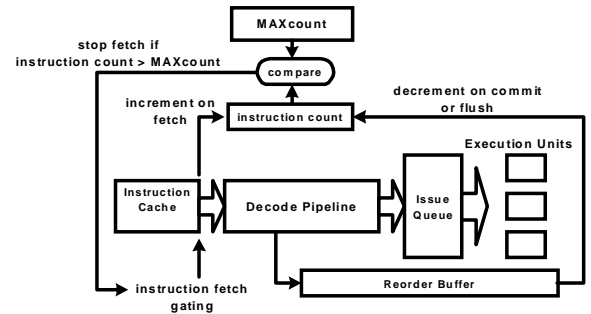 MAXcount
stop fetch if
instruction count > MAXcount
compare
decrement on commit
or flush
increment on
fetch
instruction count
Execution Units
Instruction
Cache
Decode Pipeline
Issue
Queue
instruction fetch
gating
Reorder Buffer